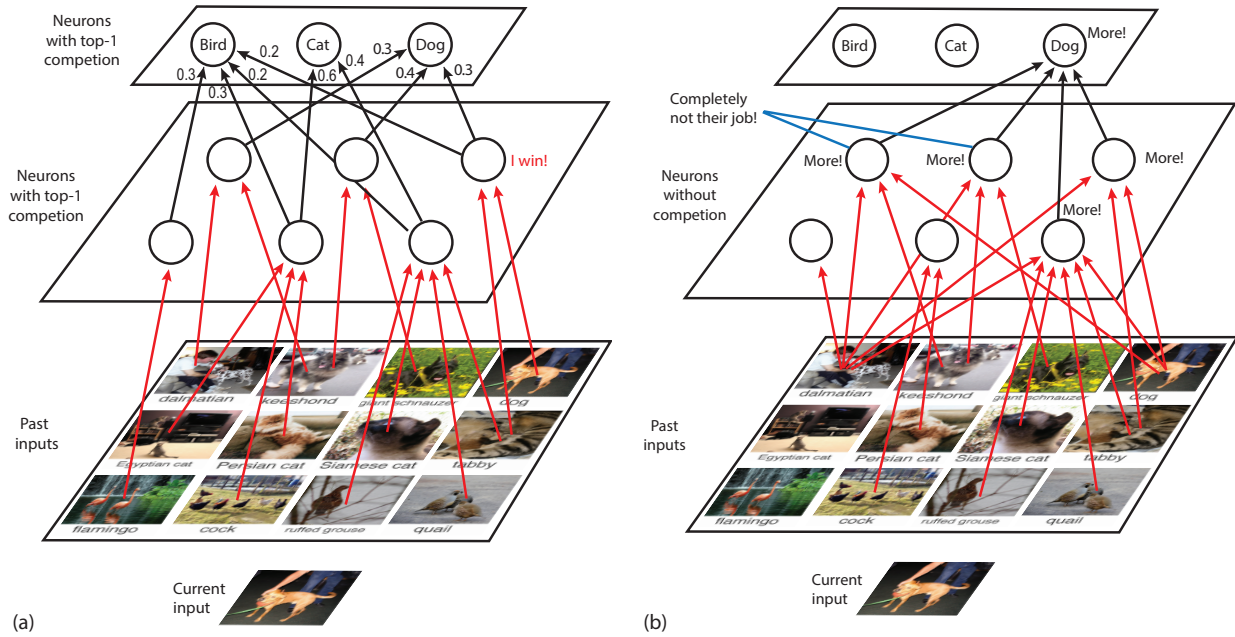 Neurons
with top-1
competion
Bird
Cat
Dog
0.2
0.3
0.4
0.3
0.2
0.6
0.4
0.3
0.3
I win!
Neurons
with top-1
competion
Past
inputs
dalmatian
keeshond
giant schnauzer
dog
Egyptian cat
Persian cat
Siamese cat
tabby
flamingo
cock
ruffed grouse
quail
Current
input
(a)
Bird
Cat
Dog
More!
Completely
not their job!
More!
More!
More!
More!
Neurons
without
competion
Past
inputs
dalmatian
keeshond
giant schnauzer
dog
Egyptian cat
Persian cat
Siamese cat
tabby
flamingo
cock
ruffed grouse
quail
Current
input
(b)